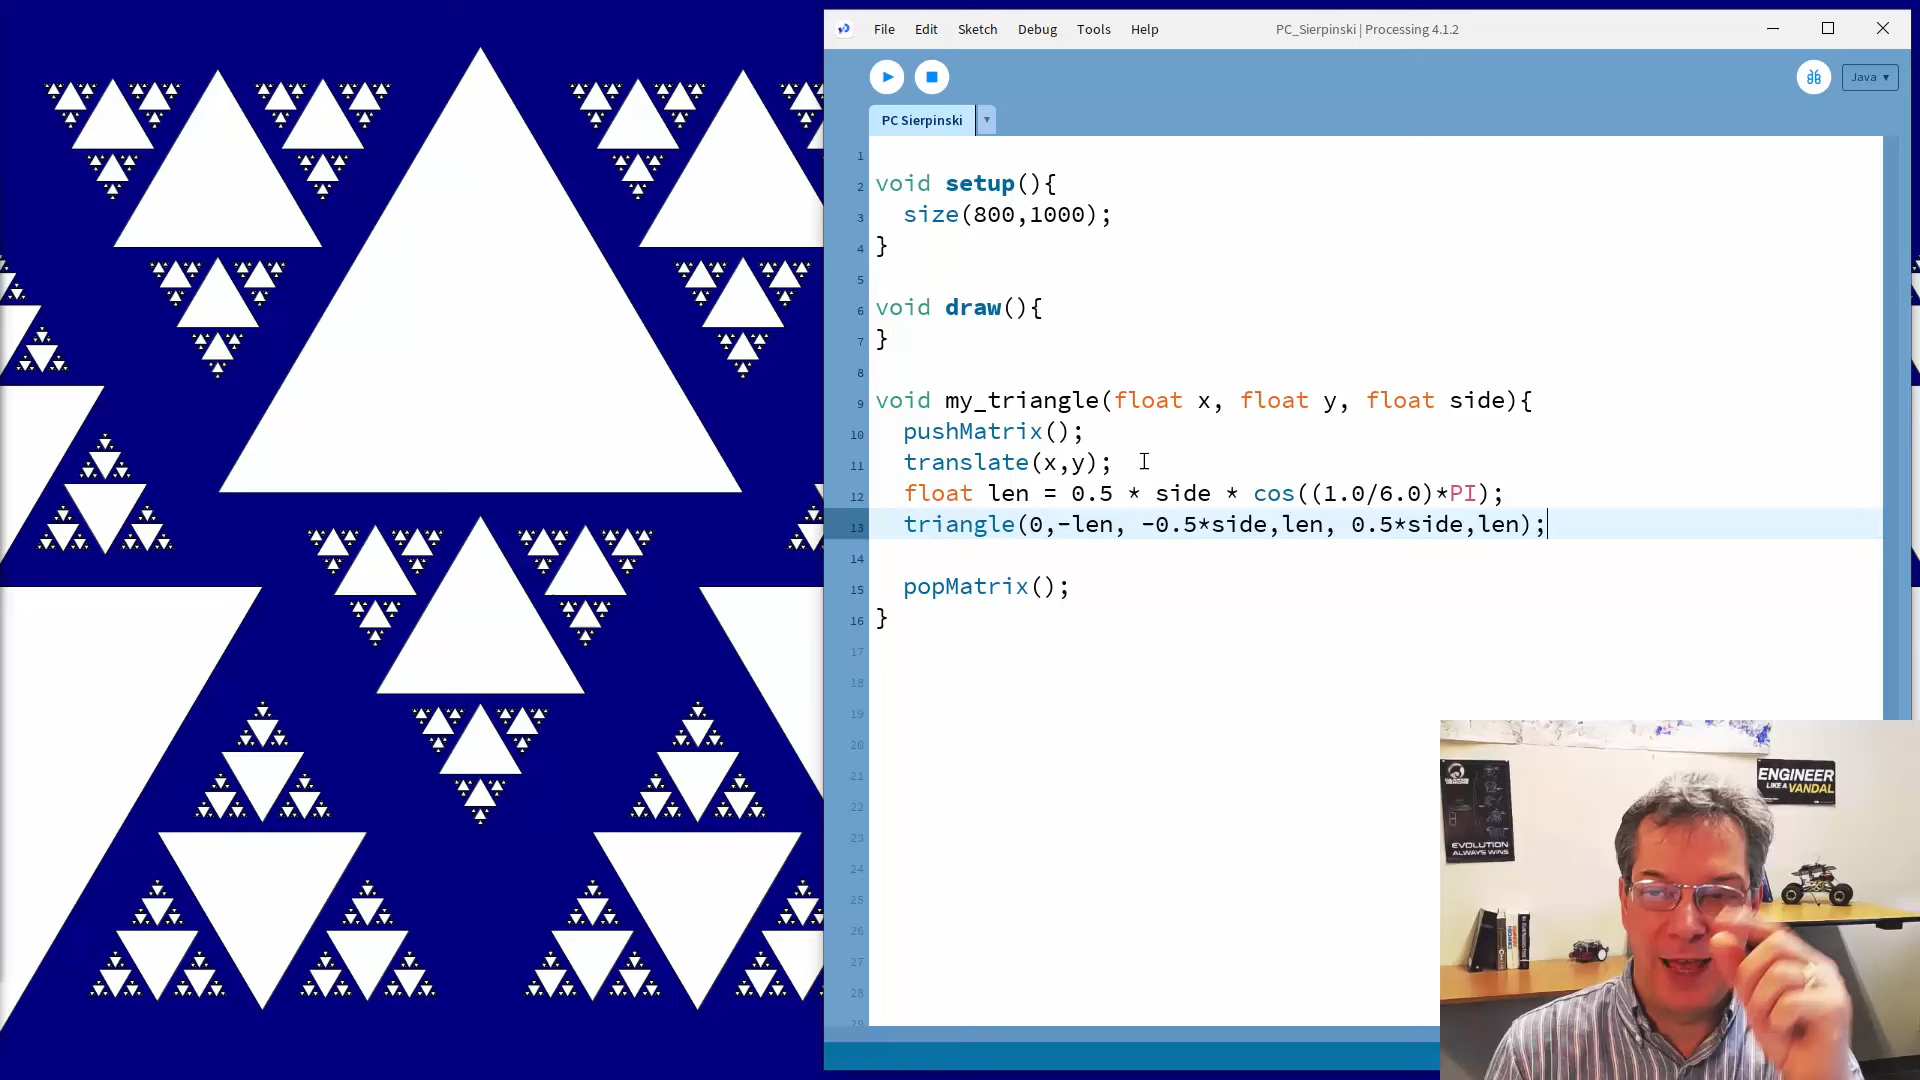 File Edit Sketch Debug Tools Help PC_Sierpinski | Processing 4.1.2
Java
PC Sierpinski
1
2 void setup(){
3 size(800,1000);
4 }
5
6 void draw(){
7 }
8
9 void my_triangle(float x, float y, float side){
10 pushMatrix();
11 translate(x,y);
12 float len = 0.5 * side * cos((1.0/6.0)*PI);
13 triangle(0,-len, -0.5*side,len, 0.5*side,len);
14
15 popMatrix();
16 }
17
18
19
20
21
22
23
24
25
26
27
28
29
ENGINEER
LIKE A VANDAL
EVOLUTION
ALWAYS WINS